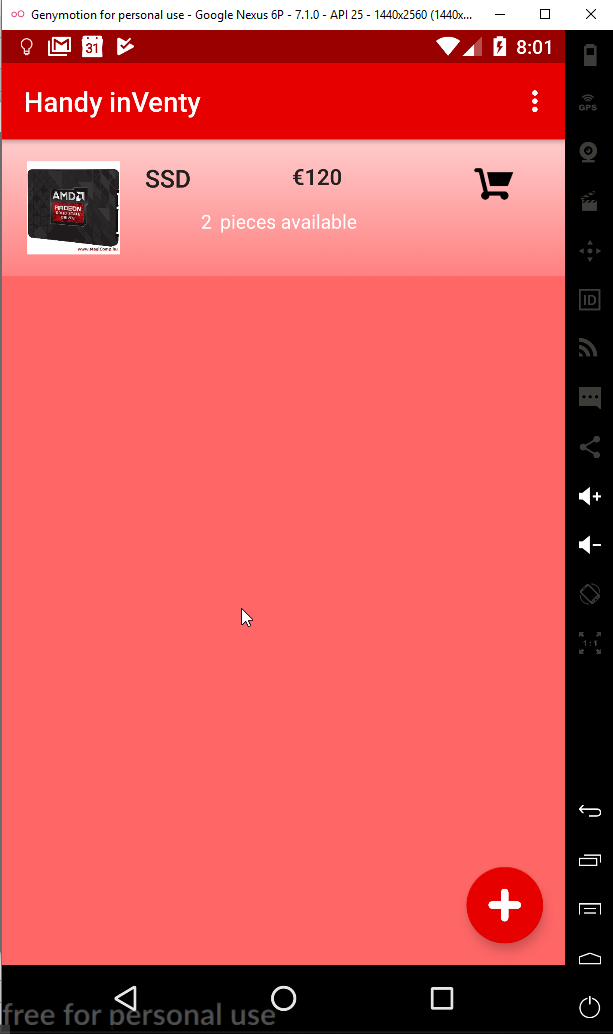 Genymotion for personal use - Google Nexus 6P - 7.1.0 - API 25 - 1440x2560 (1440x...
31
8:01
Handy inVenty
GPS
AMD
RADEON
SSD
€120
2 pieces available
ID
1:1
free for personal use